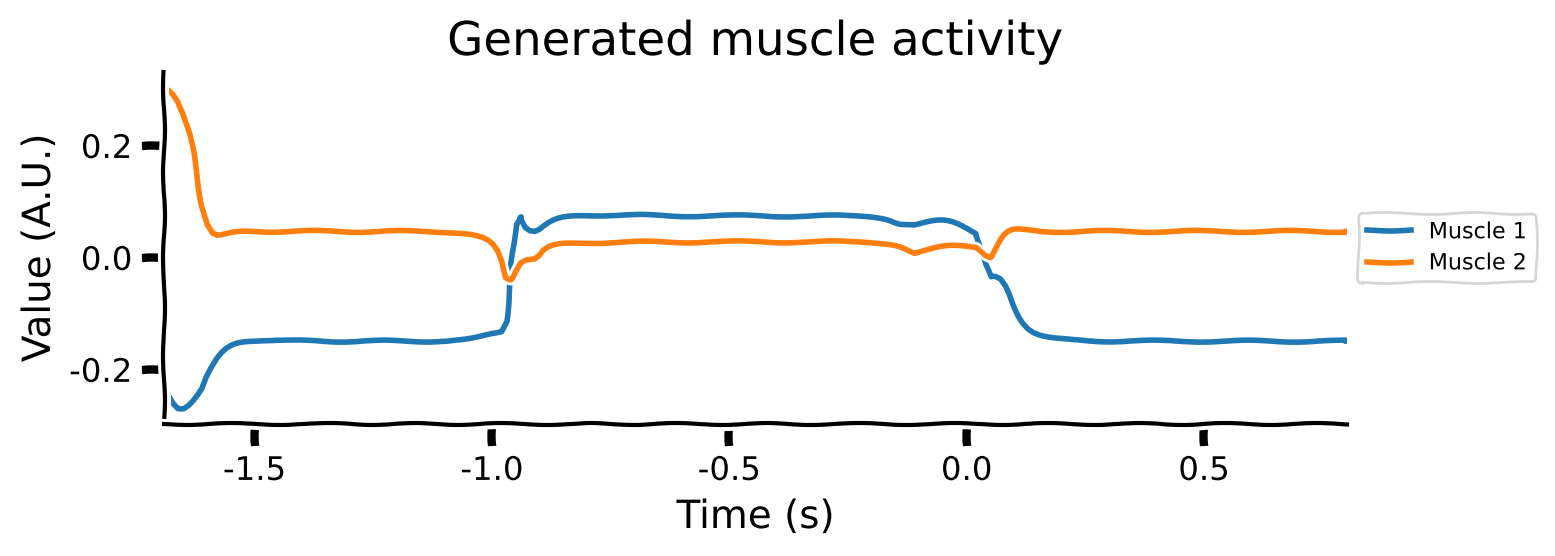 Generated muscle activity
Value (A.U.)
0.2
0.0
-0.2
Muscle 1
Muscle 2
-1.5 -1.0 -0.5 0.0 0.5
Time (s)